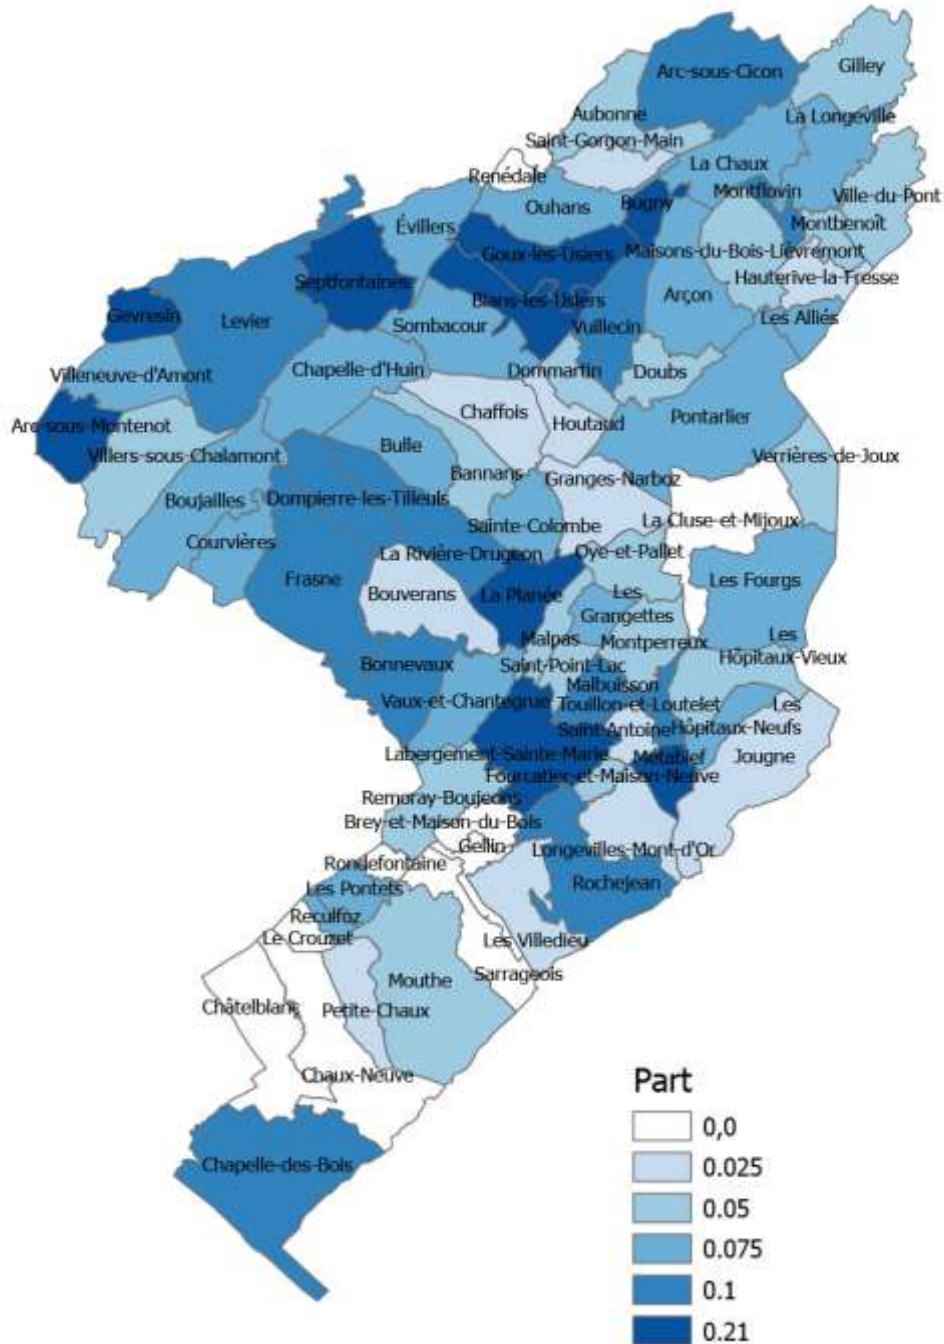 Arc-sous-Cicon
Gilley
Aubonne
La Longeville
Saint-Gorgon-Main
La Chaux
Renédale
Montflovin
Ville-du-Pont
Ouhans
Bugny
Évillers
Montbenoît
Goux-les-Usiers
Maisons-du-Bois-Lièvremont
Hauterive-la-Fresse
Septfontaines
Arçon
Blans-les-Usiers
Gevresin
Levier
Sombacour
Vuillecin
Les Alliés
Villeneuve-d'Amont
Chapelle-d'Huin
Dommartin
Doubs
Chaffois
Pontarlier
Arc-sous-Montenot
Houtaud
Bulle
Villers-sous-Chalamont
Verrières-de-Joux
Bannans
Granges-Narboz
Boujailles
Dompierre-les-Tilleuls
La Cluse-et-Mijoux
Sainte-Colombe
Courvières
La Rivière-Drugeon
Oye-et-Pallet
Frasne
Les Fourgs
Bouverans
La Planée
Les
Grangettes
Malpas
Montperreux
Les
Hôpitaux-Vieux
Bonnevaux
Saint-Point-Lac
Malbuisson
Vaux-et-Chantegrue
Touillon-et-Loutelet
Les
Hôpitaux-Neufs
Saint-Antoine
Labergement-Sainte-Marie
Métabief
Jougne
Fourcatier-et-Maison-Neuve
Remoray-Boujeons
Brey-et-Maison-du-Bois
Gellin
Longevilles-Mont-d'Or
Rondefontaine
Rochejean
Les Pontets
Reculfoz
Le Crouzet
Les Villedieu
Sarrageois
Mouthe
Châtelblanc
Petite-Chaux
Chaux-Neuve
Chapelle-des-Bois
Part
0,0
0.025
0.05
0.075
0.1
0.21